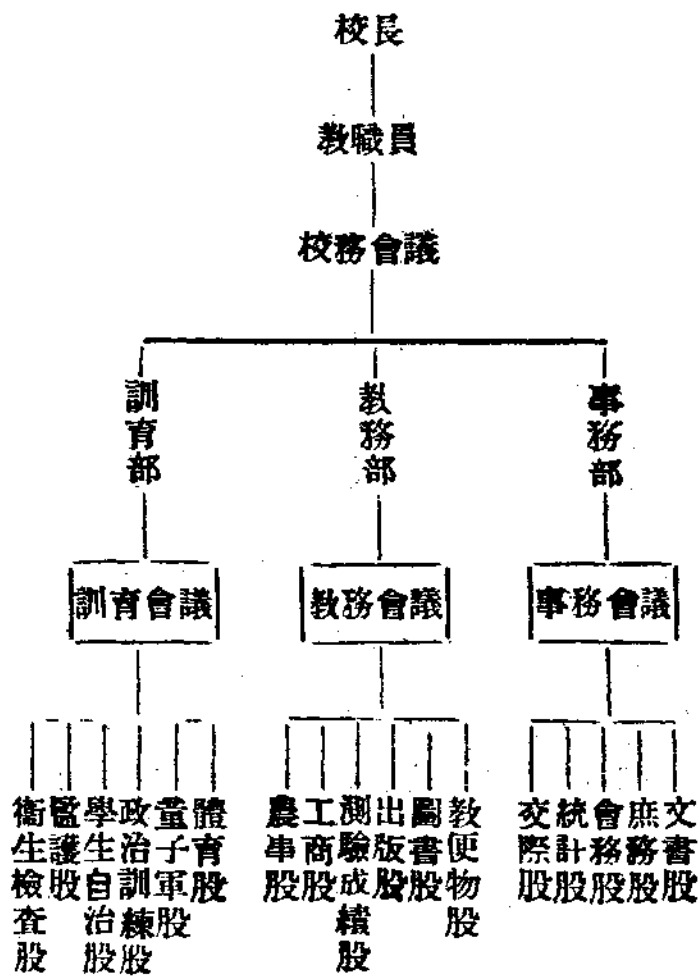 校長
教職員
校務會議
事務部
教務部
訓育部
事務會議
教務會議
訓育會議
文書股
庶務股
會務股
統計股
交際股
教便物股
圖書股
出版股
測驗成績股
工商股
農事股
體育股
童子軍股
政治訓練股
學生自治股
監護股
衞生檢查股